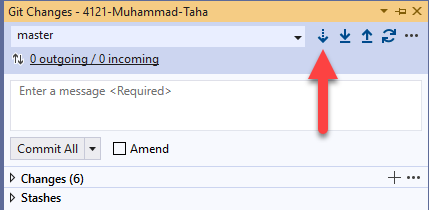 Git Changes - 4121-Muhammad-Taha
master
0 outgoing / 0 incoming
Enter a message <Required>
Commit All
Amend
Changes (6)
Stashes